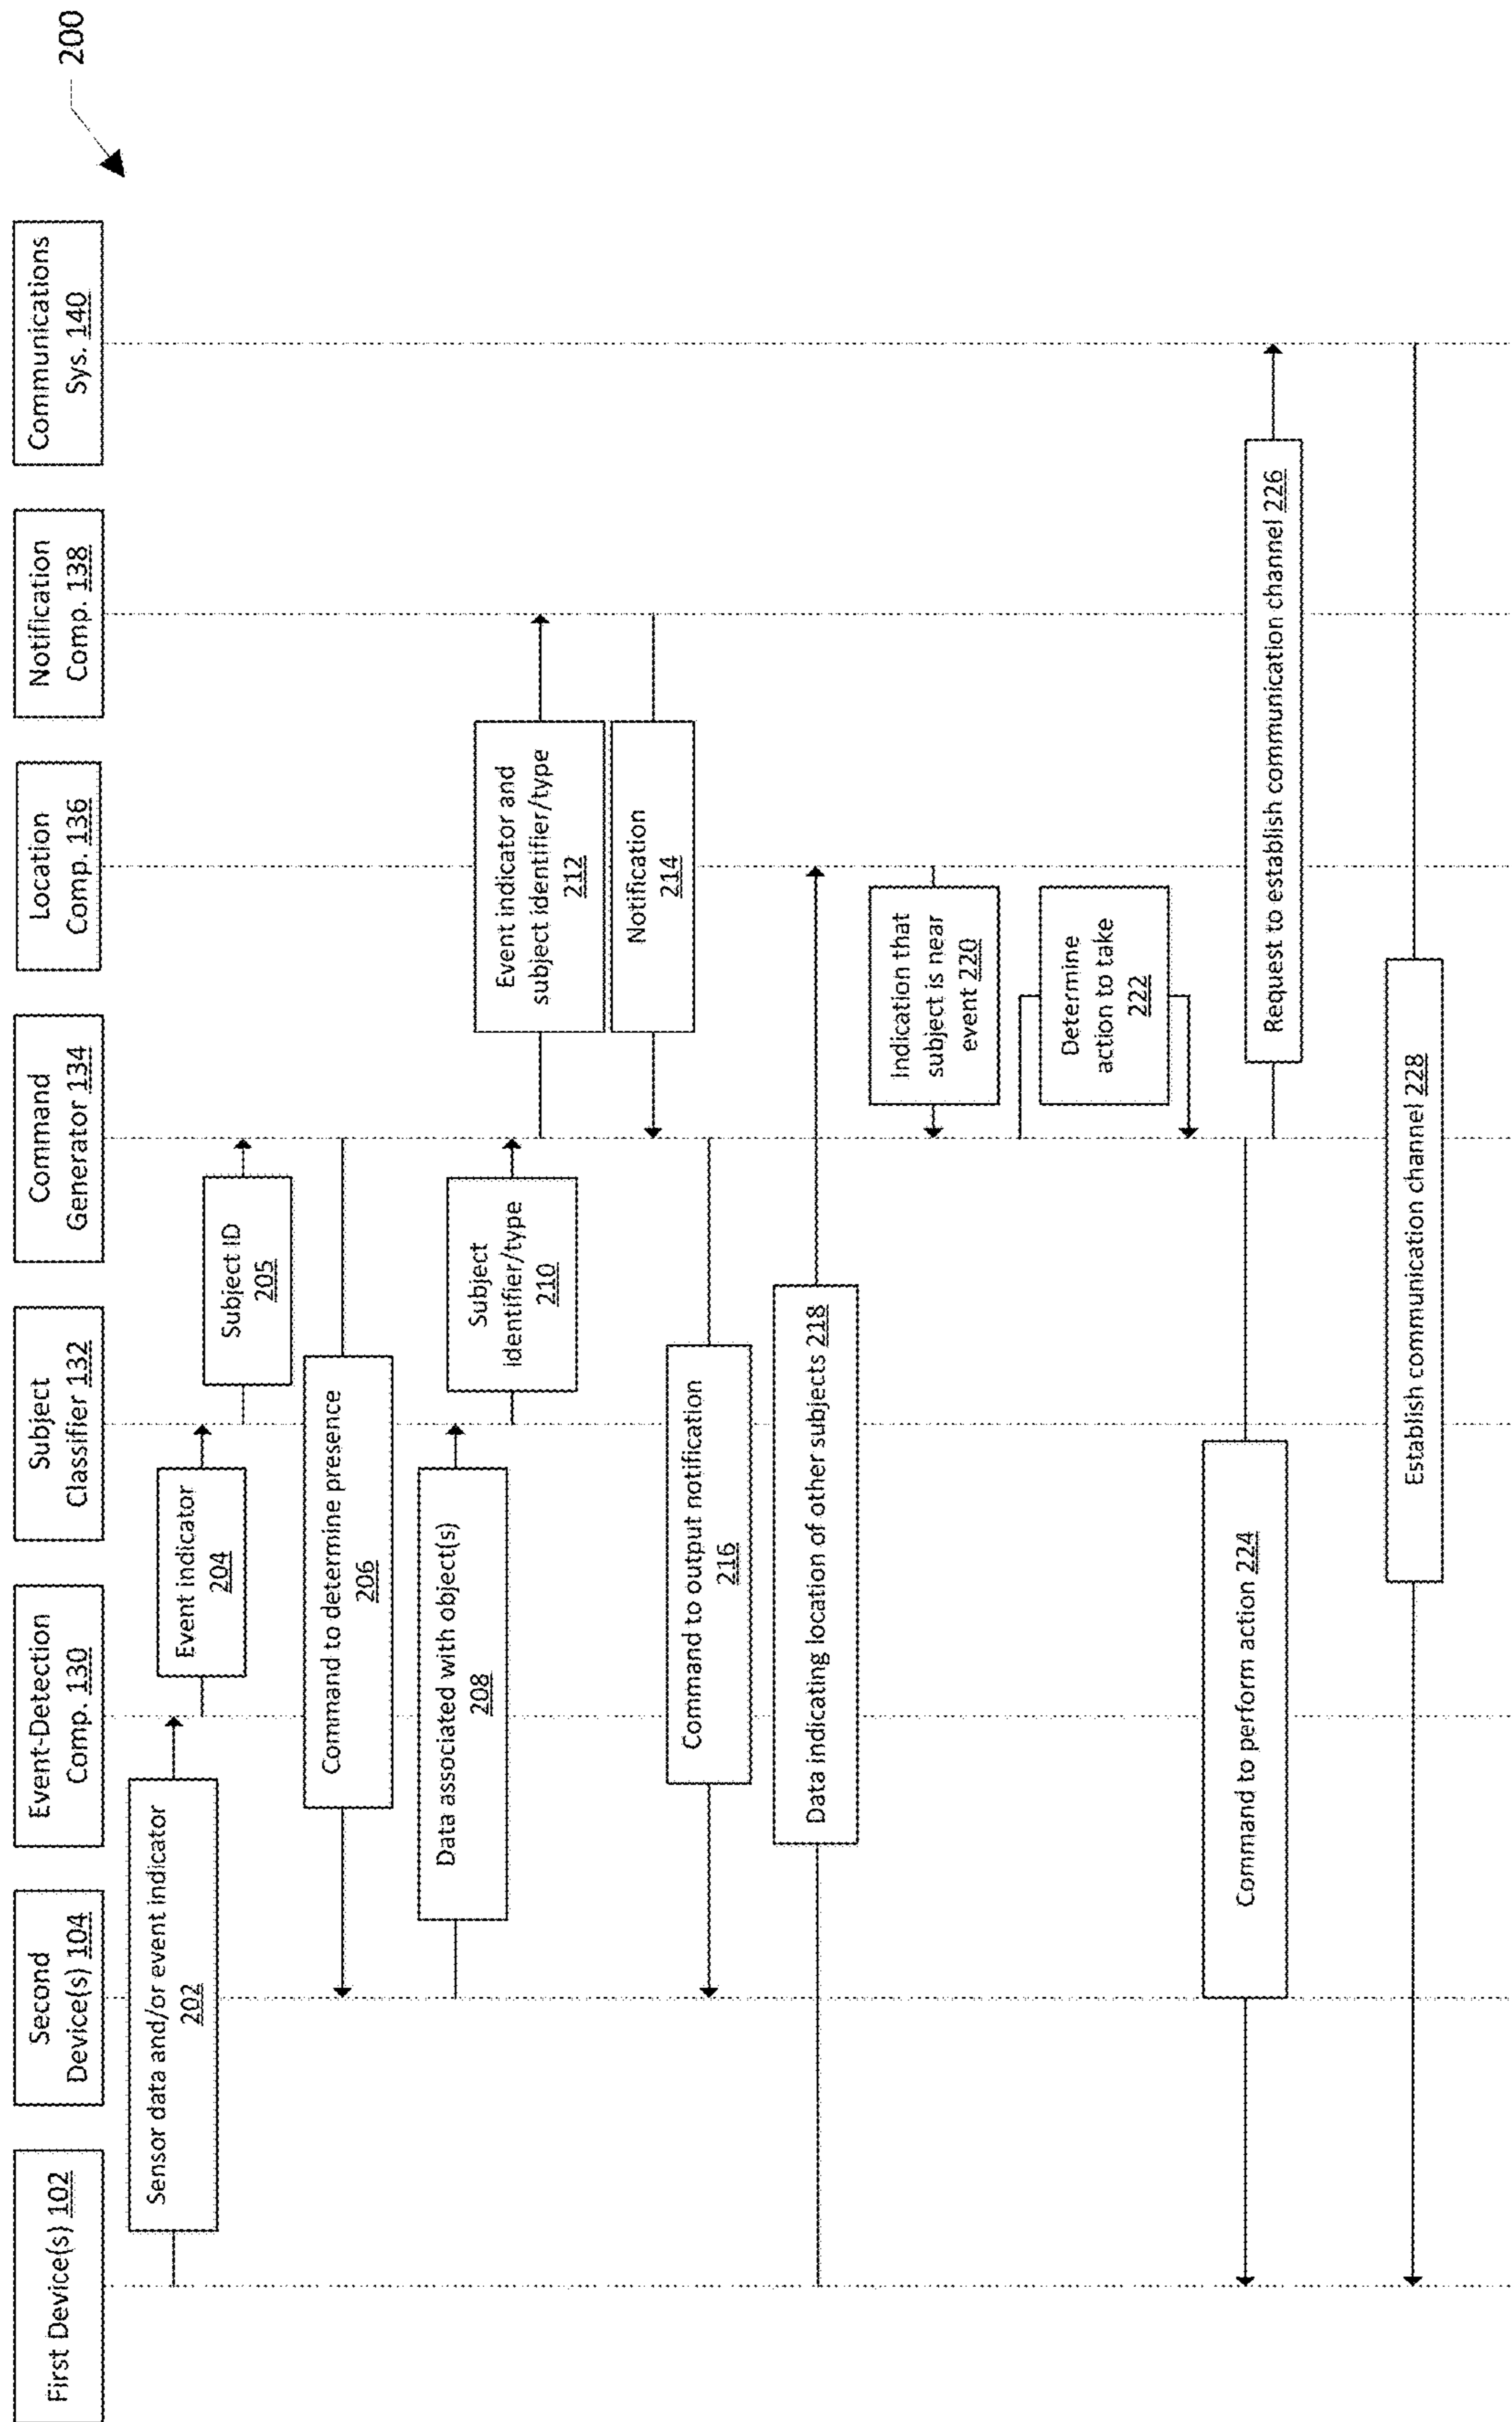 200
First Device(s) 102
Second
Device(s) 104
Event-Detection
Comp. 130
Subject
Classifier 132
Command
Generator 134
Location
Comp. 136
Notification
Comp. 138
Communications
Sys. 140
Sensor data and/or event indicator
202
Event indicator
204
Subject ID
205
Command to determine presence
206
Data associated with object(s)
208
Subject
identifier/type
210
Event indicator and
subject identifier/type
212
Notification
214
Command to output notification
216
Data indicating location of other subjects 218
Indication that
subject is near
event 220
Determine
action to take
222
Command to perform action 224
Request to establish communication channel 226
Establish communication channel 228